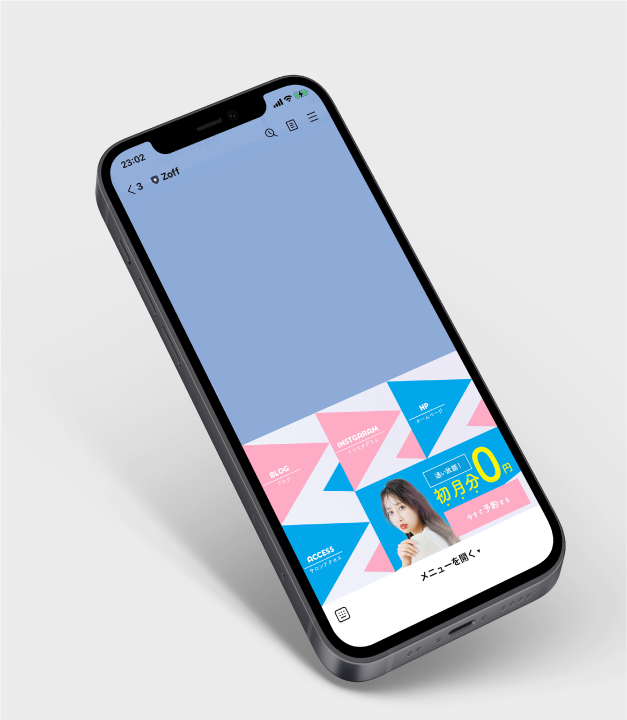 23:02
3 Zoff
HP
ホームページ
INSTGARAM
インスタグラム
BLOG
ブログ
通い放題!
初月分0円
今すぐ予約する
ACCESS
サロンアクセス
メニューを開く▾